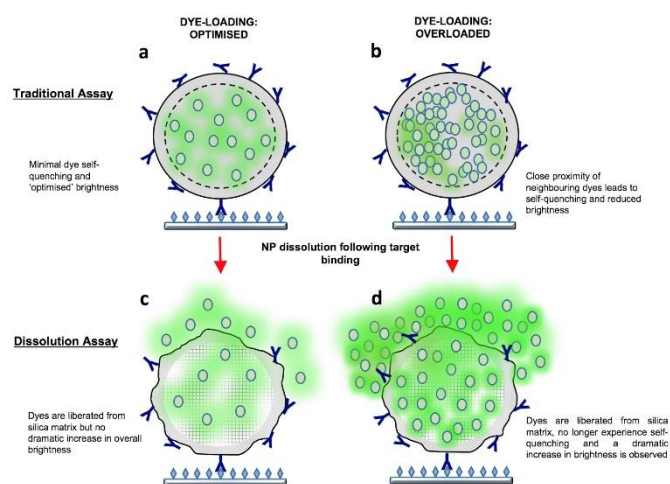 DYE-LOADING:
OPTIMISED
DYE-LOADING:
OVERLOADED
a
b
Traditional Assay
Minimal dye self-
quenching and
'optimised' brightness
Close proximity of
neighbouring dyes leads to
self-quenching and reduced
brightness
NP dissolution following target
binding
c
d
Dissolution Assay
Dyes are liberated from
silica matrix but no
dramatic increase in overall
brightness
Dyes are liberated from silica
matrix, no longer experience self-
quenching and a dramatic
increase in brightness is observed